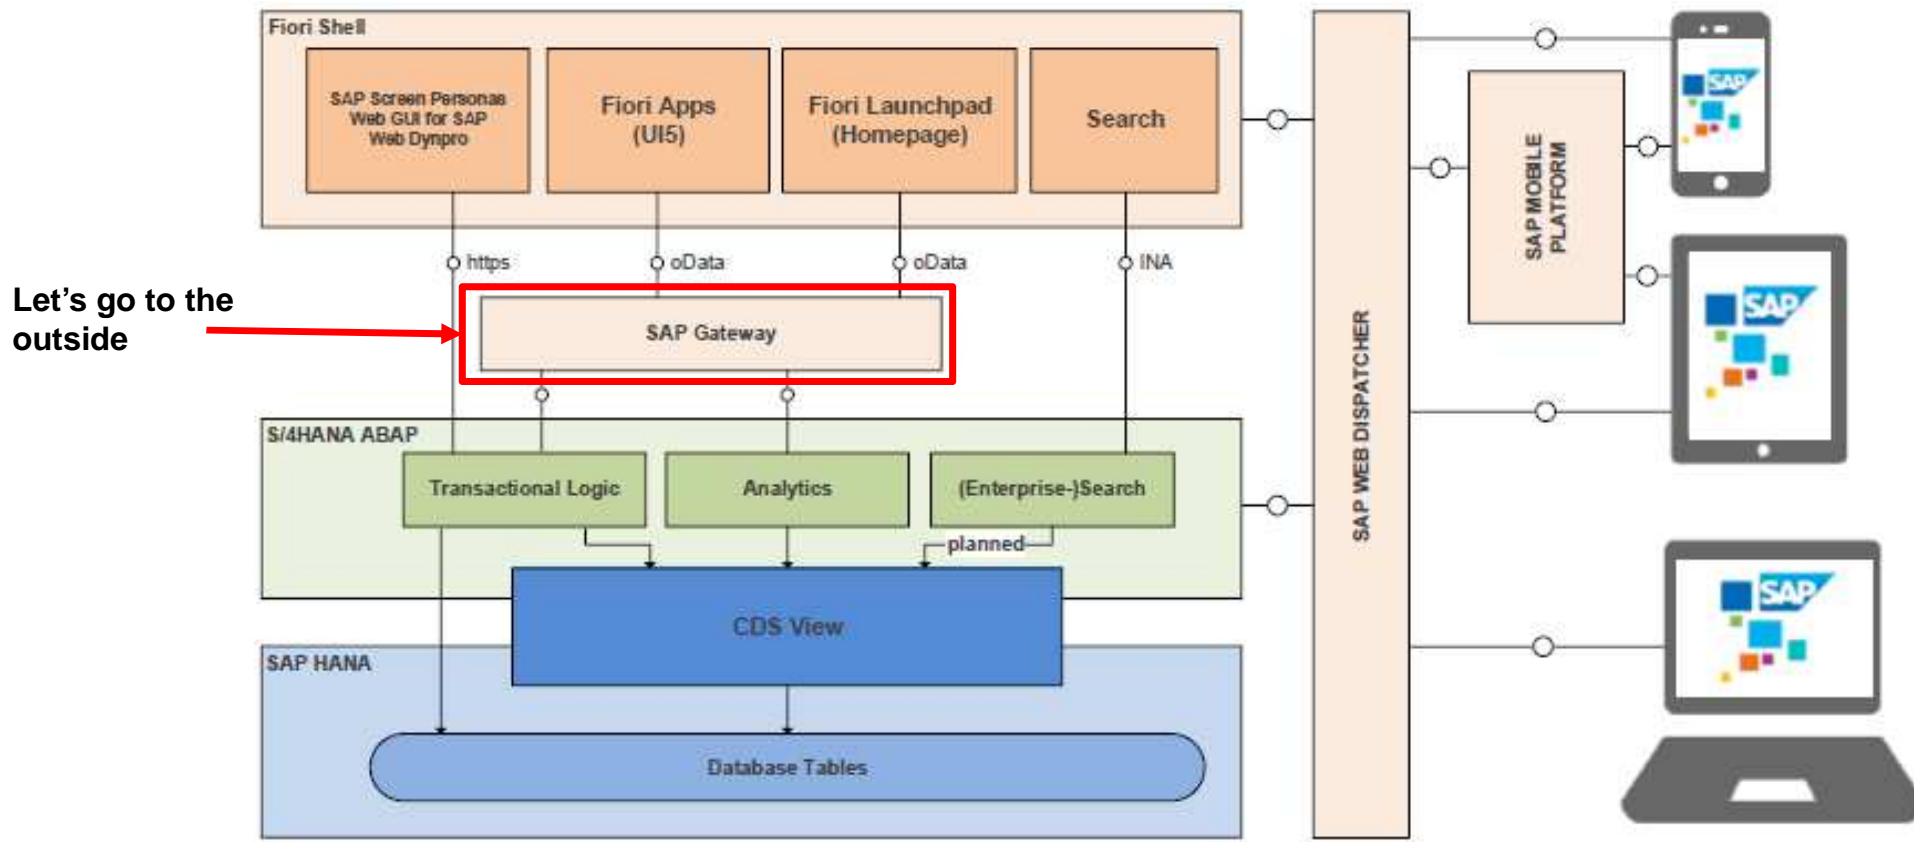 Fiori Shell
SAP Screen Personas
Web GUI for SAP
Web Dynpro
Fiori Apps
(UI5)
Fiori Launchpad
(Homepage)
Search
https
oData
oData
INA
Let’s go to the
outside
SAP Gateway
S/4HANA ABAP
Transactional Logic
Analytics
(Enterprise-)Search
planned
CDS View
SAP HANA
Database Tables
SAP WEB DISPATCHER
SAP MOBILE
PLATFORM
SAP
SAP
SAP